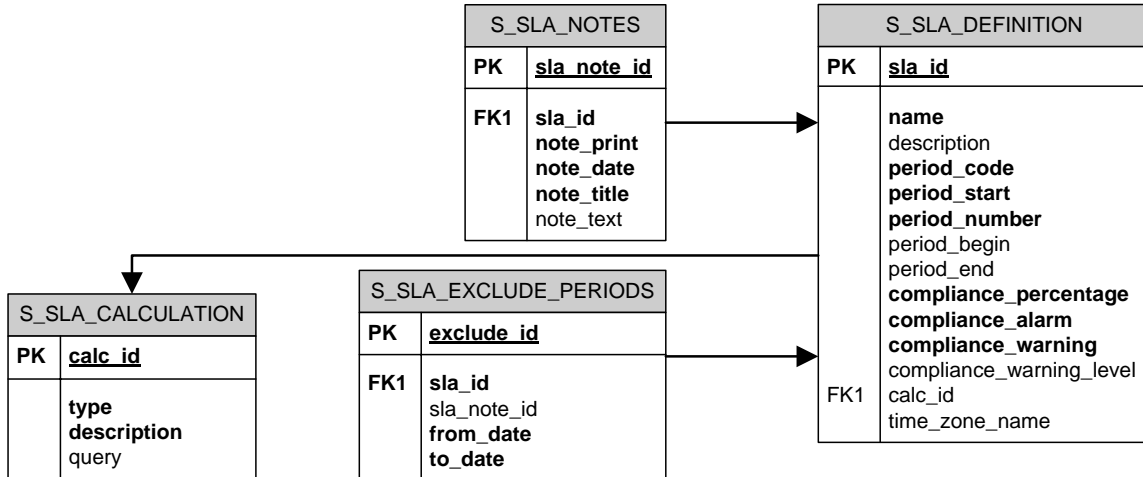 S_SLA_NOTES
PK sla_note_id
FK1 sla_id
note_print
note_date
note_title
note_text
S_SLA_DEFINITION
PK sla_id
name
description
period_code
period_start
period_number
period_begin
period_end
compliance_percentage
compliance_alarm
compliance_warning
compliance_warning_level
FK1 calc_id
time_zone_name
S_SLA_CALCULATION
PK calc_id
type
description
query
S_SLA_EXCLUDE_PERIODS
PK exclude_id
FK1 sla_id
sla_note_id
from_date
to_date